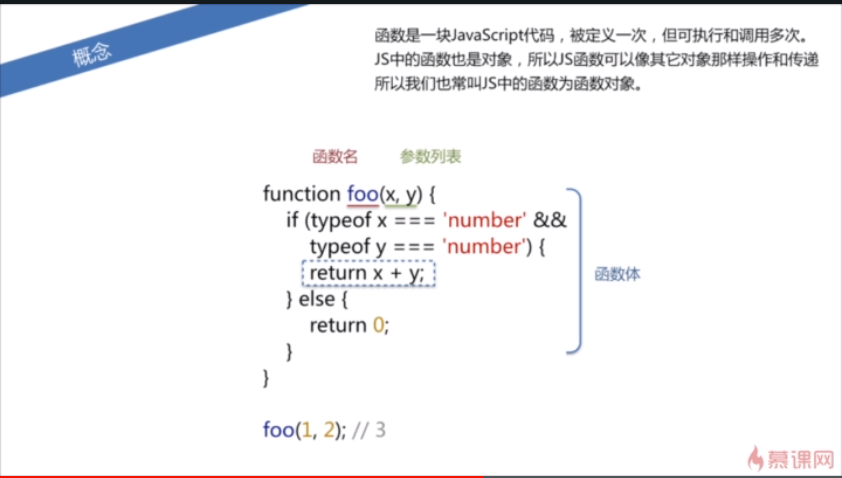 概念
函数是一块JavaScript代码，被定义一次，但可执行和调用多次。
JS中的函数也是对象，所以JS函数可以像其它对象那样操作和传递
所以我们也常叫JS中的函数为函数对象。
函数名 参数列表
function foo(x, y) {
if (typeof x === 'number' &&
typeof y === 'number') {
return x + y;
} else {
return 0;
}
}
函数体
foo(1, 2); // 3
慕课网